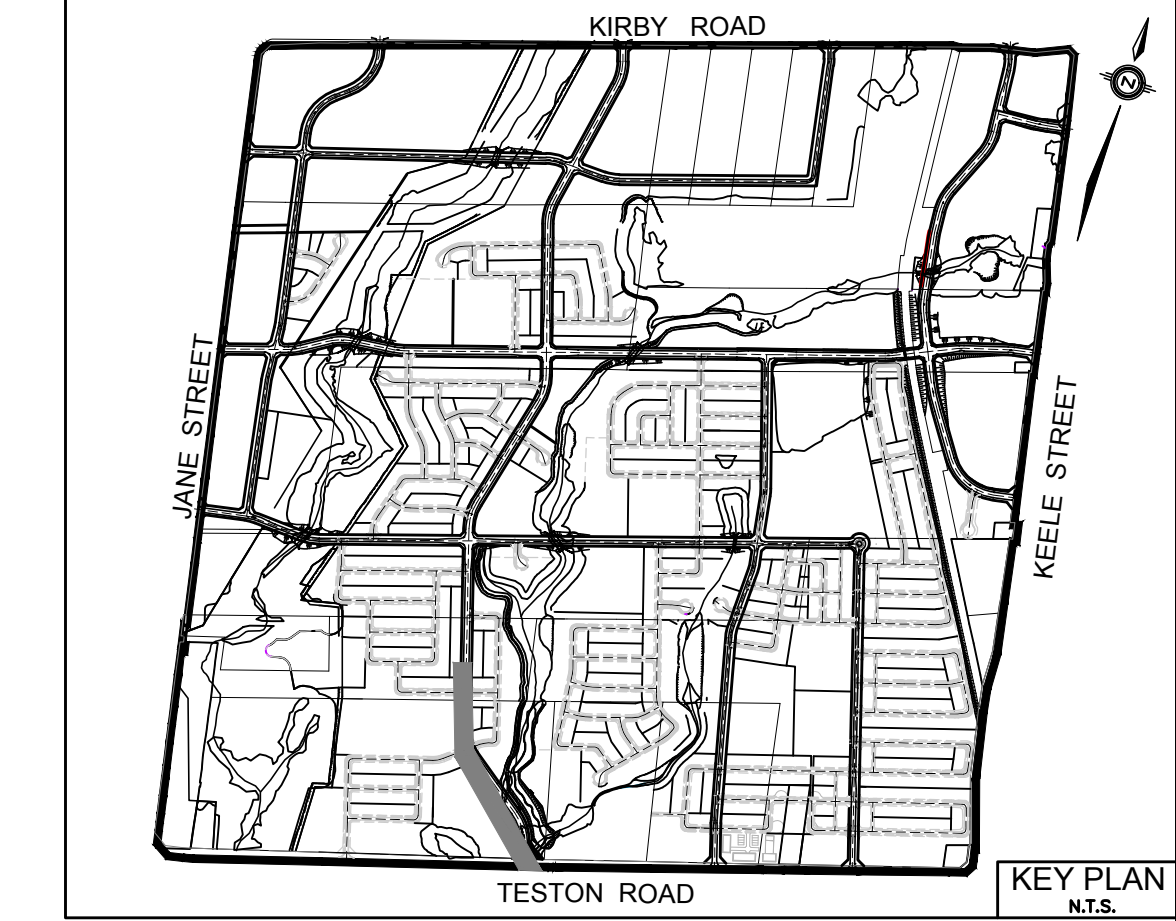 KIRBY ROAD
N
JANE STREET
KEELE STREET
TESTON ROAD
KEY PLAN
N.T.S.